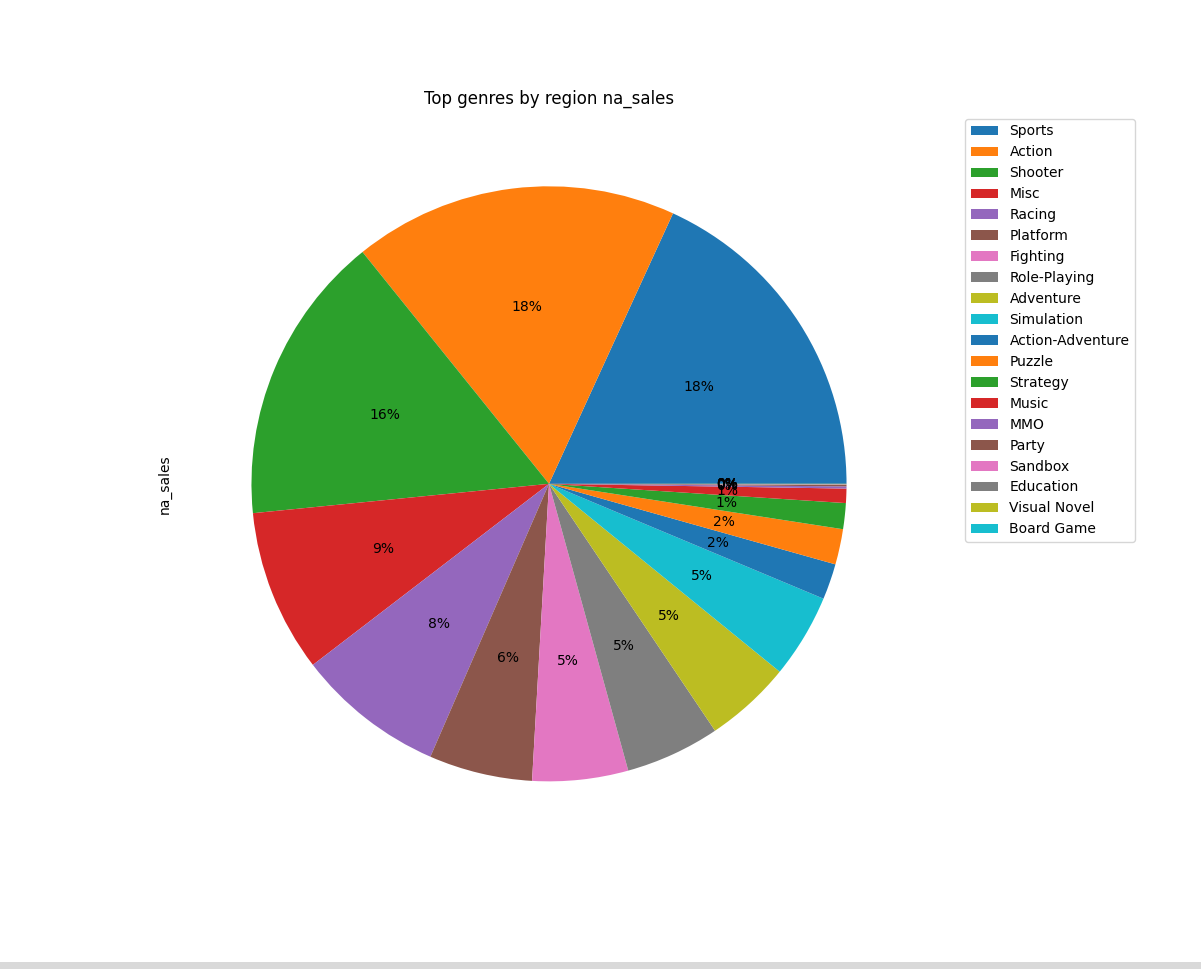 Top genres by region na_sales
na_sales
18%
18%
16%
9%
8%
6%
5%
5%
5%
5%
2%
2%
1%
1%
0%
Sports
Action
Shooter
Misc
Racing
Platform
Fighting
Role-Playing
Adventure
Simulation
Action-Adventure
Puzzle
Strategy
Music
MMO
Party
Sandbox
Education
Visual Novel
Board Game